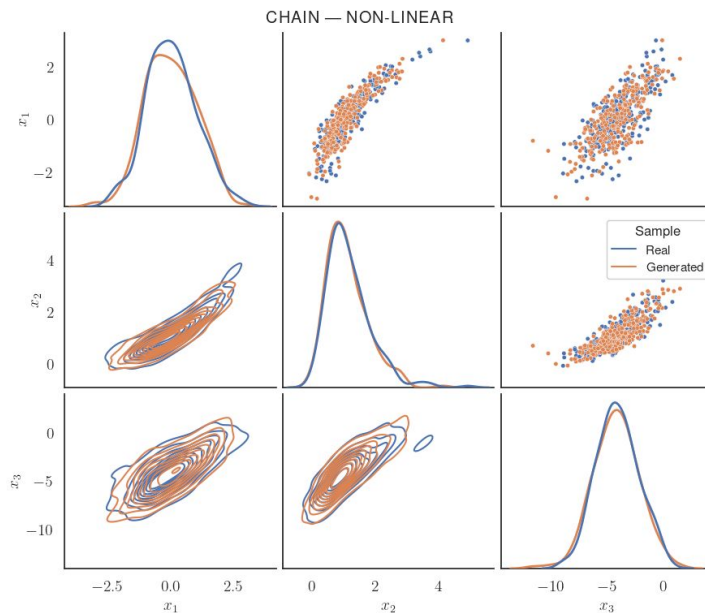 CHAIN — NON-LINEAR
2
0
−2
x₁
Sample
Real
Generated
4
2
0
x₂
0
−5
−10
x₃
−2.5 0.0 2.5
0 2 4
−10 −5 0
x₁ x₂ x₃